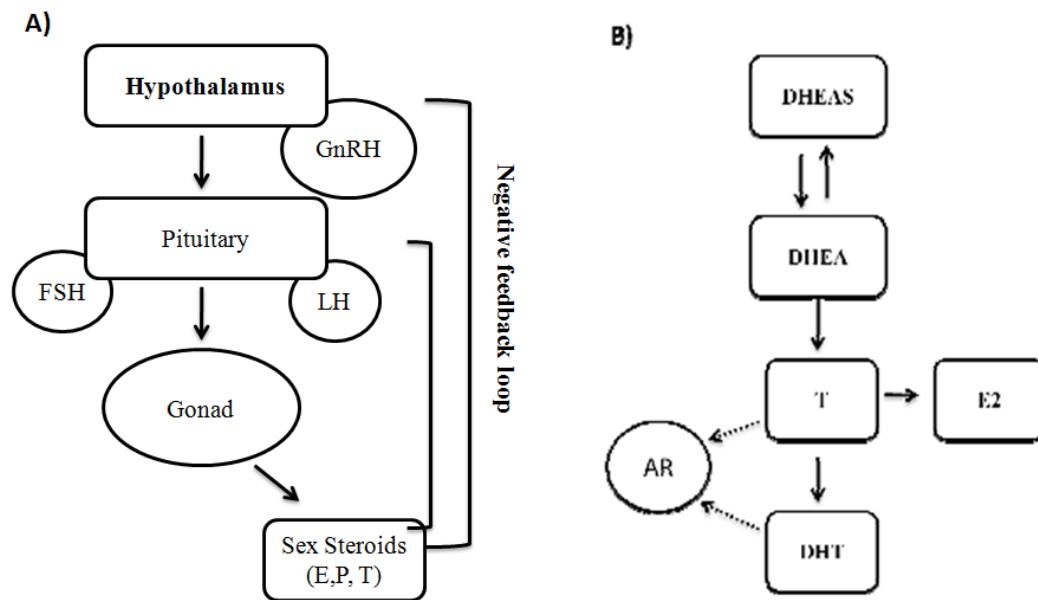 A)
Hypothalamus
GnRH
Pituitary
FSH
LH
Gonad
Sex Steroids
(E,P, T)
Negative feedback loop
B)
DHEAS
DHEA
T
E2
AR
DHT